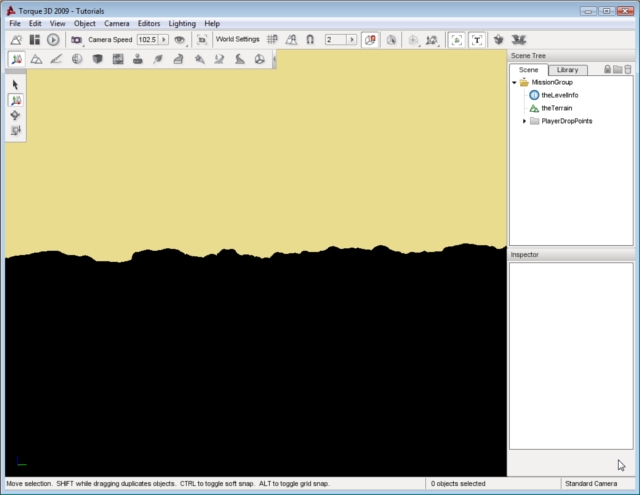 Torque 3D 2009 - Tutorials
File Edit View Object Camera Editors Lighting Help
Camera Speed 102.5 World Settings 2 T
Scene Tree
Scene Library
MissionGroup
theLevelInfo
theTerrain
PlayerDropPoints
Inspector
Move selection. SHIFT while dragging duplicates objects. CTRL to toggle soft snap. ALT to toggle grid snap. 0 objects selected Standard Camera